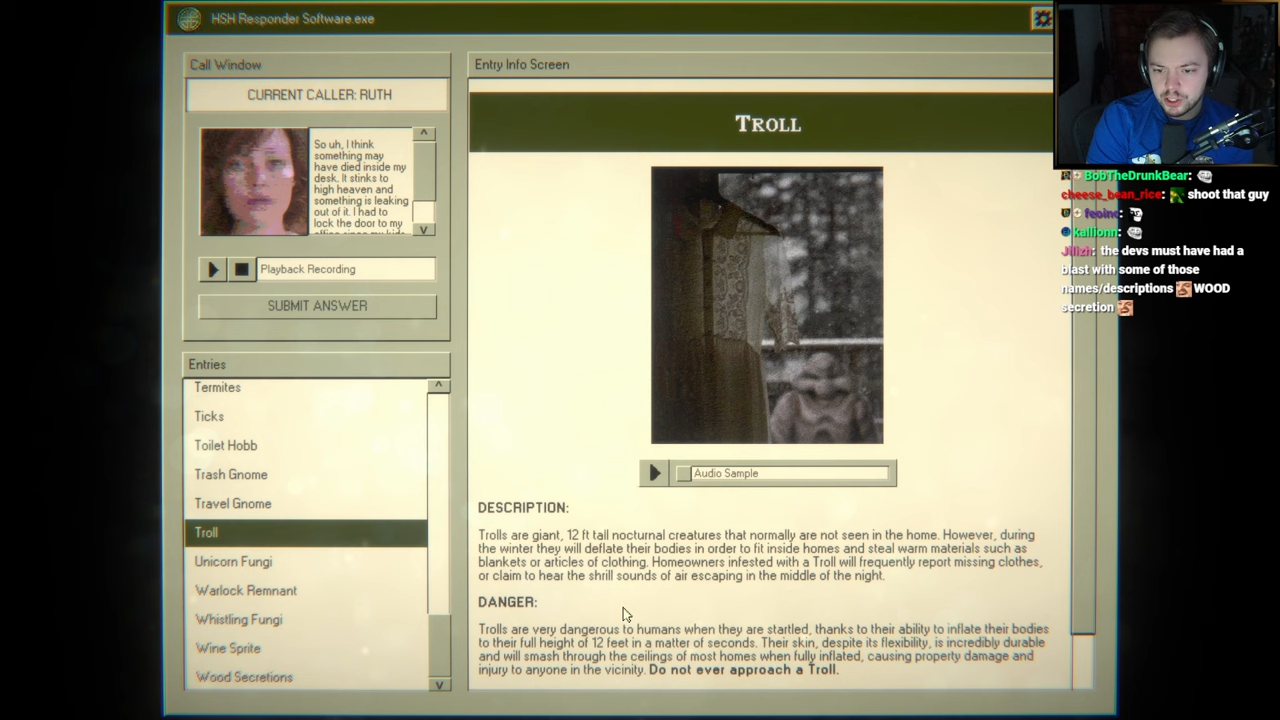 HSH Responder Software.exe
Call Window
CURRENT CALLER: RUTH
So uh, I think
something may
have died inside my
desk. It stinks to
high heaven and
something is leaking
out of it. I had to
lock the door to my
Playback Recording
SUBMIT ANSWER
Entries
Termites
Ticks
Toilet Hobb
Trash Gnome
Travel Gnome
Troll
Unicorn Fungi
Warlock Remnant
Whistling Fungi
Wine Sprite
Wood Secretions
Entry Info Screen
TROLL
Audio Sample
DESCRIPTION:
Trolls are giant, 12 ft tall nocturnal creatures that normally are not seen in the home. However, during
the winter they will deflate their bodies in order to fit inside homes and steal warm materials such as
blankets or articles of clothing. Homeowners infested with a Troll will frequently report missing clothes,
or claim to hear the shrill sounds of air escaping in the middle of the night.
DANGER:
Trolls are very dangerous to humans when they are startled, thanks to their ability to inflate their bodies
to their full height of 12 feet in a matter of seconds. Their skin, despite its flexibility, is incredibly durable
and will smash through the ceilings of most homes when fully inflated, causing property damage and
injury to anyone in the vicinity. Do not ever approach a Troll.
BobTheDrunkBear:
cheese_bean_rice: shoot that guy
feoinc:
kallionn:
Jilizh: the devs must have had a
blast with some of those
names/descriptions WOOD
secretion